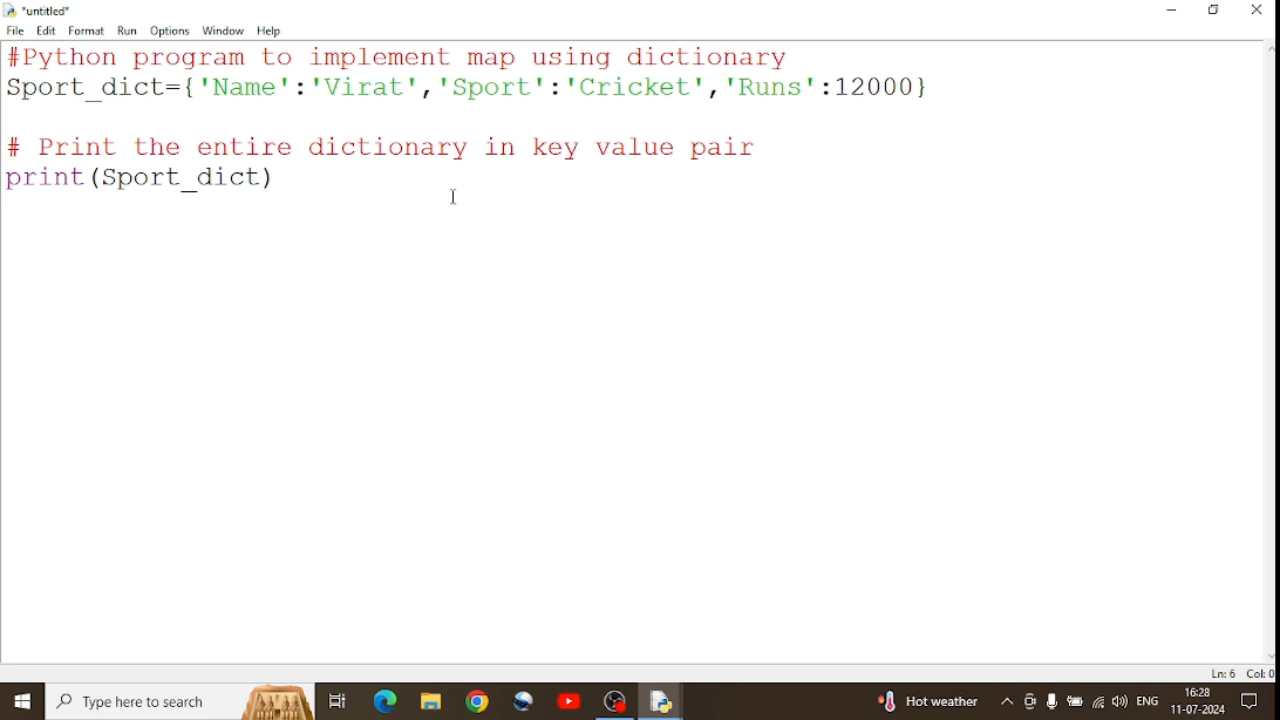 *untitled*
File Edit Format Run Options Window Help
#Python program to implement map using dictionary
Sport_dict={'Name':'Virat','Sport':'Cricket','Runs':12000}
# Print the entire dictionary in key value pair
print(Sport_dict)
Ln: 6 Col: 0
Type here to search
Hot weather
ENG
16:28
11-07-2024